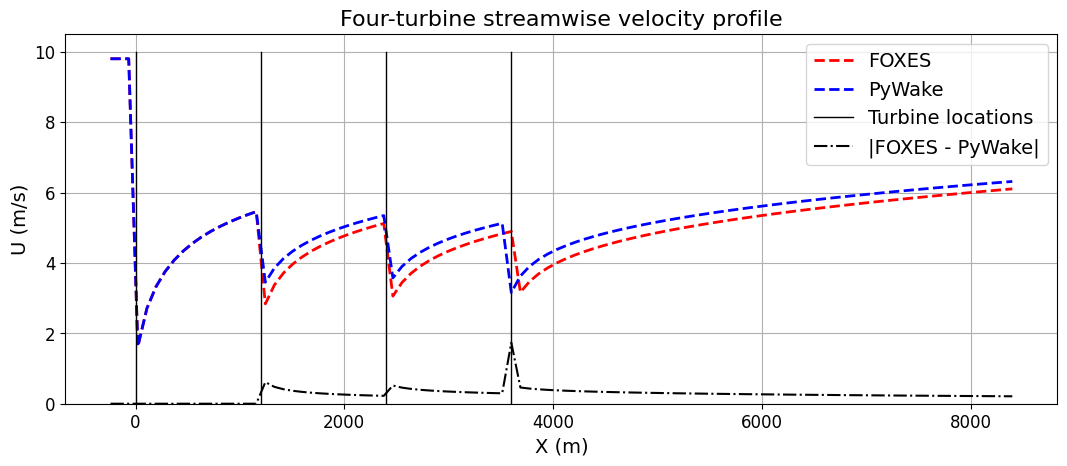 Four-turbine streamwise velocity profile
10
8
6
4
2
0
U (m/s)
FOXES
PyWake
Turbine locations
|FOXES - PyWake|
0 2000 4000 6000 8000
X (m)